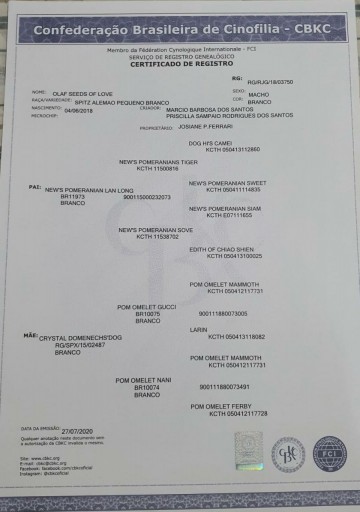 Confederação Brasileira de Cinofilia - CBKC
Membro da Fédération Cynologique Internationale - FCI
SERVIÇO DE REGISTRO GENEALÓGICO
CERTIFICADO DE REGISTRO
RG: RG/RJG/18/03750
NOME: OLAF SEEDS OF LOVE
SEXO: MACHO
RAÇA/VARIEDADE: SPITZ ALEMAO PEQUENO BRANCO
COR: BRANCO
NASCIMENTO: 04/06/2018
CRIADOR: MARCIO BARBOSA DOS SANTOS
MICROCHIP:
PRISCILLA SAMPAIO RODRIGUES DOS SANTOS
PROPRIETÁRIO: JOSIANE P.FERRARI
DOG HI'S CAMEI
KCTH 050413112860
NEW'S POMERANIANS TIGER
KCTH 11500816
NEW'S POMERANIAN SWEET
KCTH 050411114835
PAI: NEW'S POMERANIAN LAN LONG
BR11973 900115000232073
BRANCO
NEW'S POMERANIAN SIAM
KCTH E07111655
NEW'S POMERANIAN SOVE
KCTH 11538702
EDITH OF CHIAO SHIEN
KCTH 050413100025
POM OMELET MAMMOTH
KCTH 050412117731
POM OMELET GUCCI
BR10075 900111880073005
BRANCO
LARIN
KCTH 050413118082
MÃE: CRYSTAL DOMENECHS'DOG
RG/SPX/15/02487
BRANCO
POM OMELET MAMMOTH
KCTH 050412117731
POM OMELET NANI
BR10074 900111880073491
BRANCO
POM OMELET FERBY
KCTH 050412117728
DATA DA EMISSÃO: 27/07/2020
Qualquer anotação neste documento sem
a autorização da CBKC invalida o mesmo.
Site: www.cbkc.org
E-mail: cbkc@cbkc.org
Facebook: facebook.com/cbkcoficial
Instagram: @cbkcoficial
CBKC
FCI